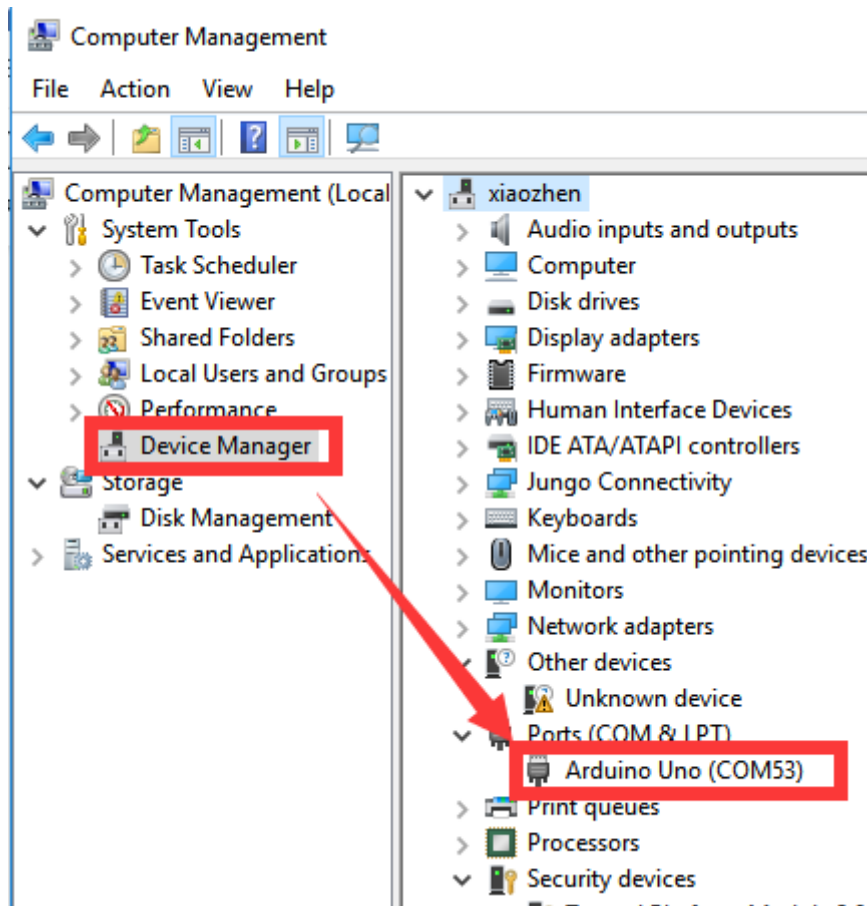 Computer Management
File Action View Help
Computer Management (Local
System Tools
Task Scheduler
Event Viewer
Shared Folders
Local Users and Groups
Performance
Device Manager
Storage
Disk Management
Services and Applications
xiaozhen
Audio inputs and outputs
Computer
Disk drives
Display adapters
Firmware
Human Interface Devices
IDE ATA/ATAPI controllers
Jungo Connectivity
Keyboards
Mice and other pointing devices
Monitors
Network adapters
Other devices
Unknown device
Ports (COM & LPT)
Arduino Uno (COM53)
Print queues
Processors
Security devices